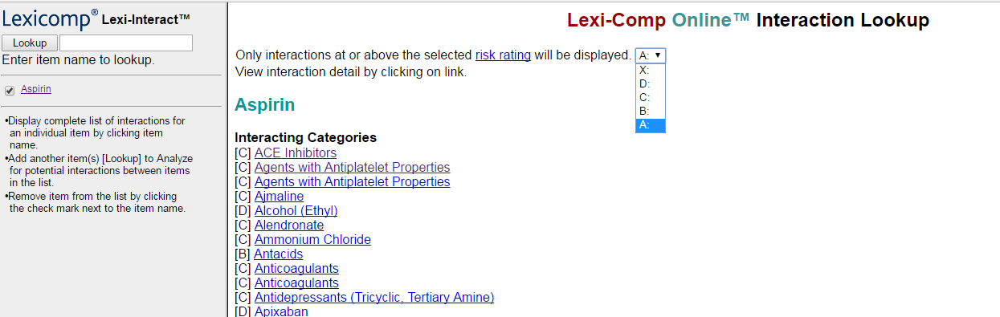 Lexicomp® Lexi-Interact™
Lookup
Enter item name to lookup.
Aspirin
•Display complete list of interactions for
an individual item by clicking item
name.
•Add another item(s) [Lookup] to Analyze
for potential interactions between items
in the list.
•Remove item from the list by clicking
the check mark next to the item name.
Lexi-Comp Online™ Interaction Lookup
Only interactions at or above the selected risk rating will be displayed. A:
X:
D:
C:
B:
A:
View interaction detail by clicking on link.
Aspirin
Interacting Categories
[C] ACE Inhibitors
[C] Agents with Antiplatelet Properties
[C] Agents with Antiplatelet Properties
[C] Ajmaline
[D] Alcohol (Ethyl)
[C] Alendronate
[C] Ammonium Chloride
[B] Antacids
[C] Anticoagulants
[C] Anticoagulants
[C] Antidepressants (Tricyclic, Tertiary Amine)
[D] Apixaban